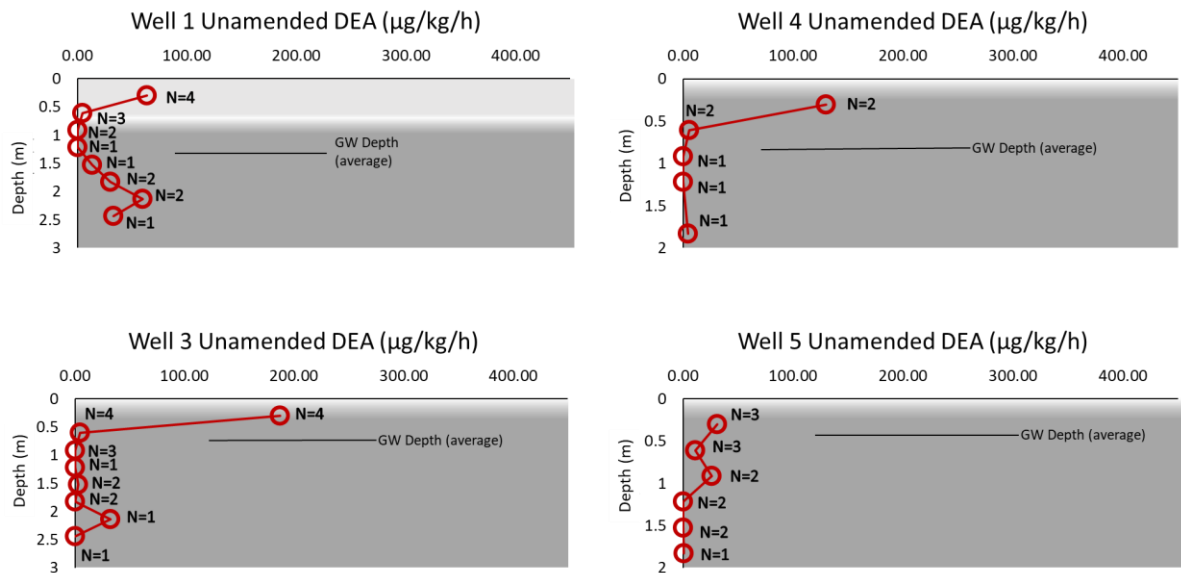 Well 1 Unamended DEA (µg/kg/h)
0.00 100.00 200.00 300.00 400.00
0
0.5
1
1.5
2
2.5
3
Depth (m)
N=4
N=3
N=2
N=1
N=1
N=2
N=2
N=1
GW Depth
(average)
Well 4 Unamended DEA (µg/kg/h)
0.00 100.00 200.00 300.00 400.00
0
0.5
1
1.5
2
Depth (m)
N=2
N=2
N=1
N=1
N=1
GW Depth (average)
Well 3 Unamended DEA (µg/kg/h)
0.00 100.00 200.00 300.00 400.00
0
0.5
1
1.5
2
2.5
3
Depth (m)
N=4
N=4
N=3
N=1
N=2
N=2
N=1
N=1
GW Depth (average)
Well 5 Unamended DEA (µg/kg/h)
0.00 100.00 200.00 300.00 400.00
0
0.5
1
1.5
2
Depth (m)
N=3
N=3
N=2
N=2
N=2
N=1
GW Depth (average)